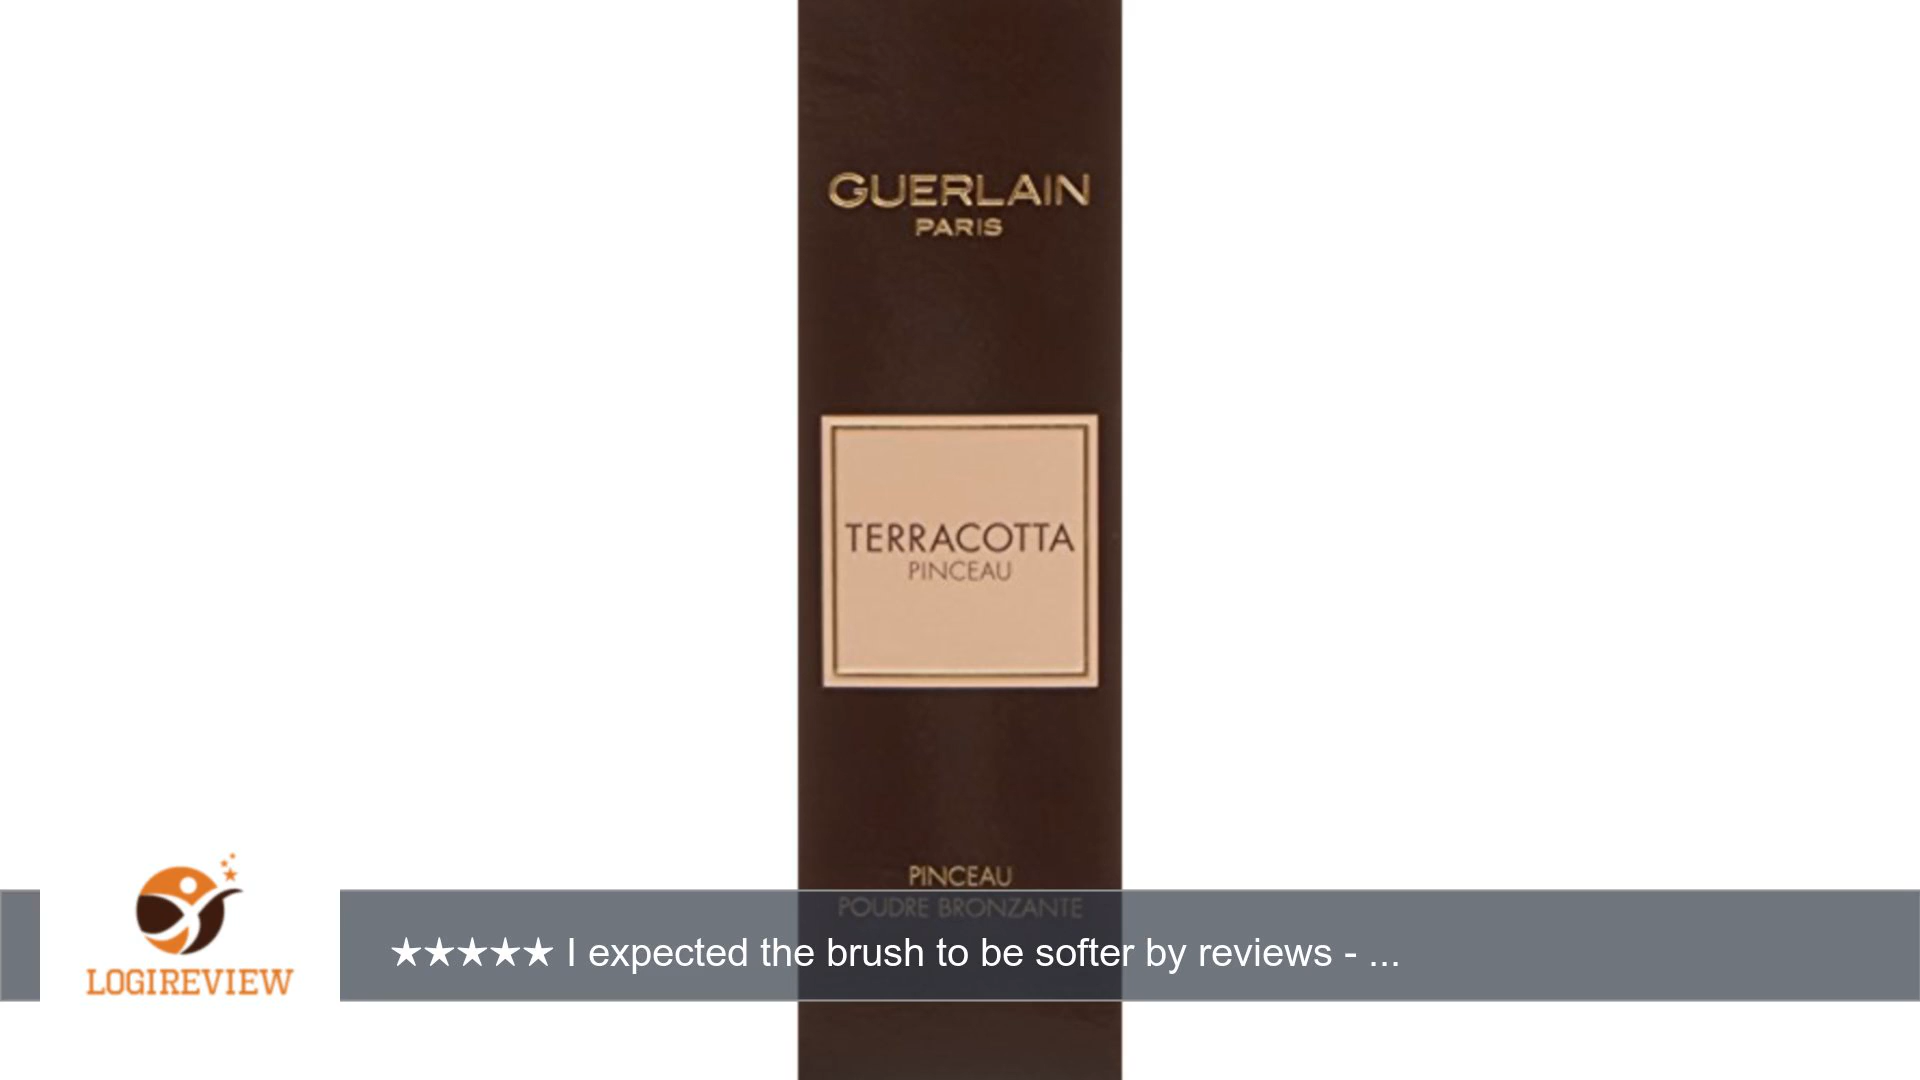 GUERLAIN
PARIS
TERRACOTTA
PINCEAU
PINCEAU
POUDRE BRONZANTE
★★★★★ I expected the brush to be softer by reviews - ...
LOGIREVIEW